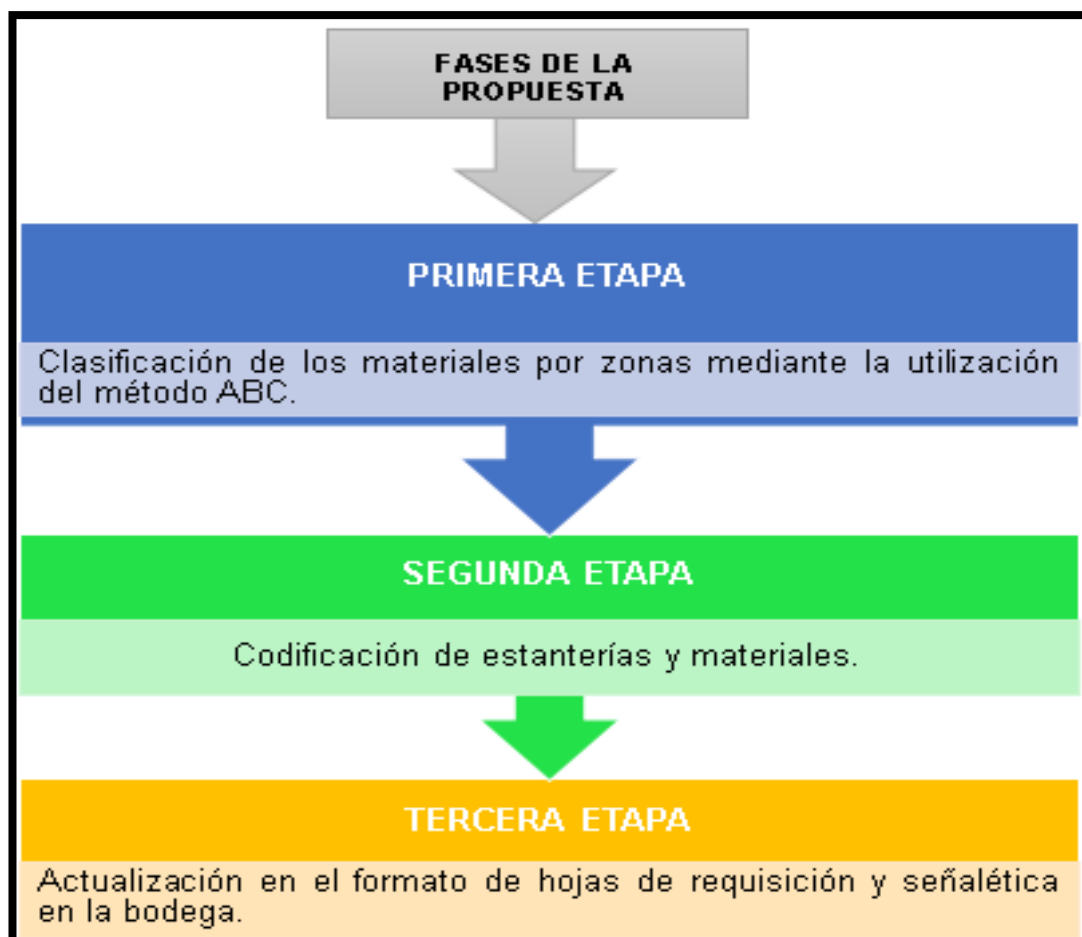 FASES DE LA
PROPUESTA
PRIMERA ETAPA
Clasificación de los materiales por zonas mediante la utilización
del método ABC.
SEGUNDA ETAPA
Codificación de estanterías y materiales.
TERCERA ETAPA
Actualización en el formato de hojas de requisición y señalética
en la bodega.